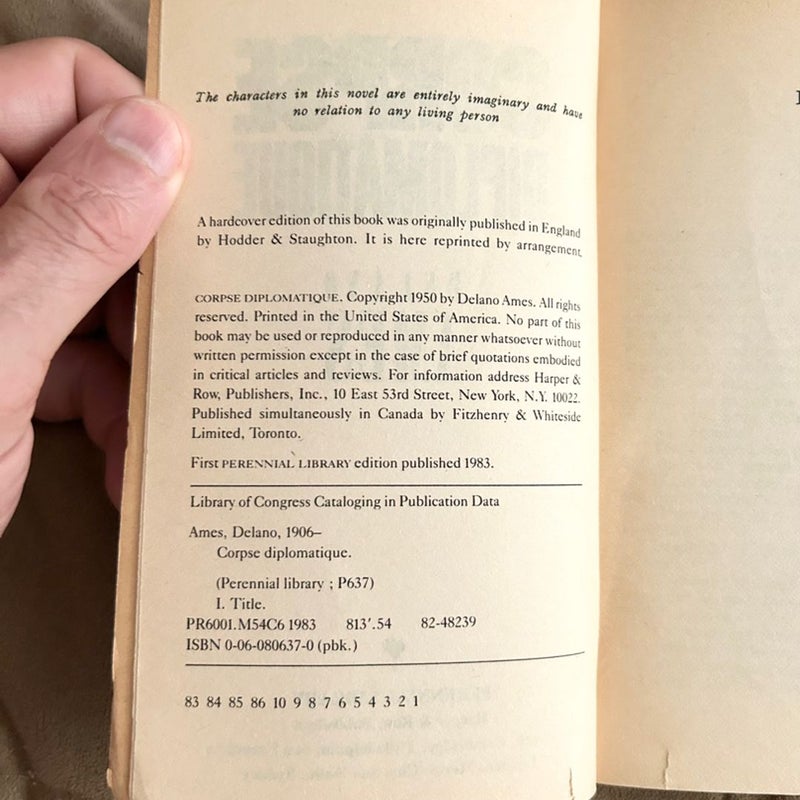 The characters in this novel are entirely imaginary and have
no relation to any living person
A hardcover edition of this book was originally published in England
by Hodder & Staughton. It is here reprinted by arrangement.
CORPSE DIPLOMATIQUE. Copyright 1950 by Delano Ames. All rights
reserved. Printed in the United States of America. No part of this
book may be used or reproduced in any manner whatsoever without
written permission except in the case of brief quotations embodied
in critical articles and reviews. For information address Harper &
Row, Publishers, Inc., 10 East 53rd Street, New York, N.Y. 10022.
Published simultaneously in Canada by Fitzhenry & Whiteside
Limited, Toronto.
First PERENNIAL LIBRARY edition published 1983.
Library of Congress Cataloging in Publication Data
Ames, Delano, 1906–
Corpse diplomatique.
(Perennial library ; P637)
I. Title.
PR6001.M54C6 1983 813'.54 82-48239
ISBN 0-06-080637-0 (pbk.)
83 84 85 86 10 9 8 7 6 5 4 3 2 1